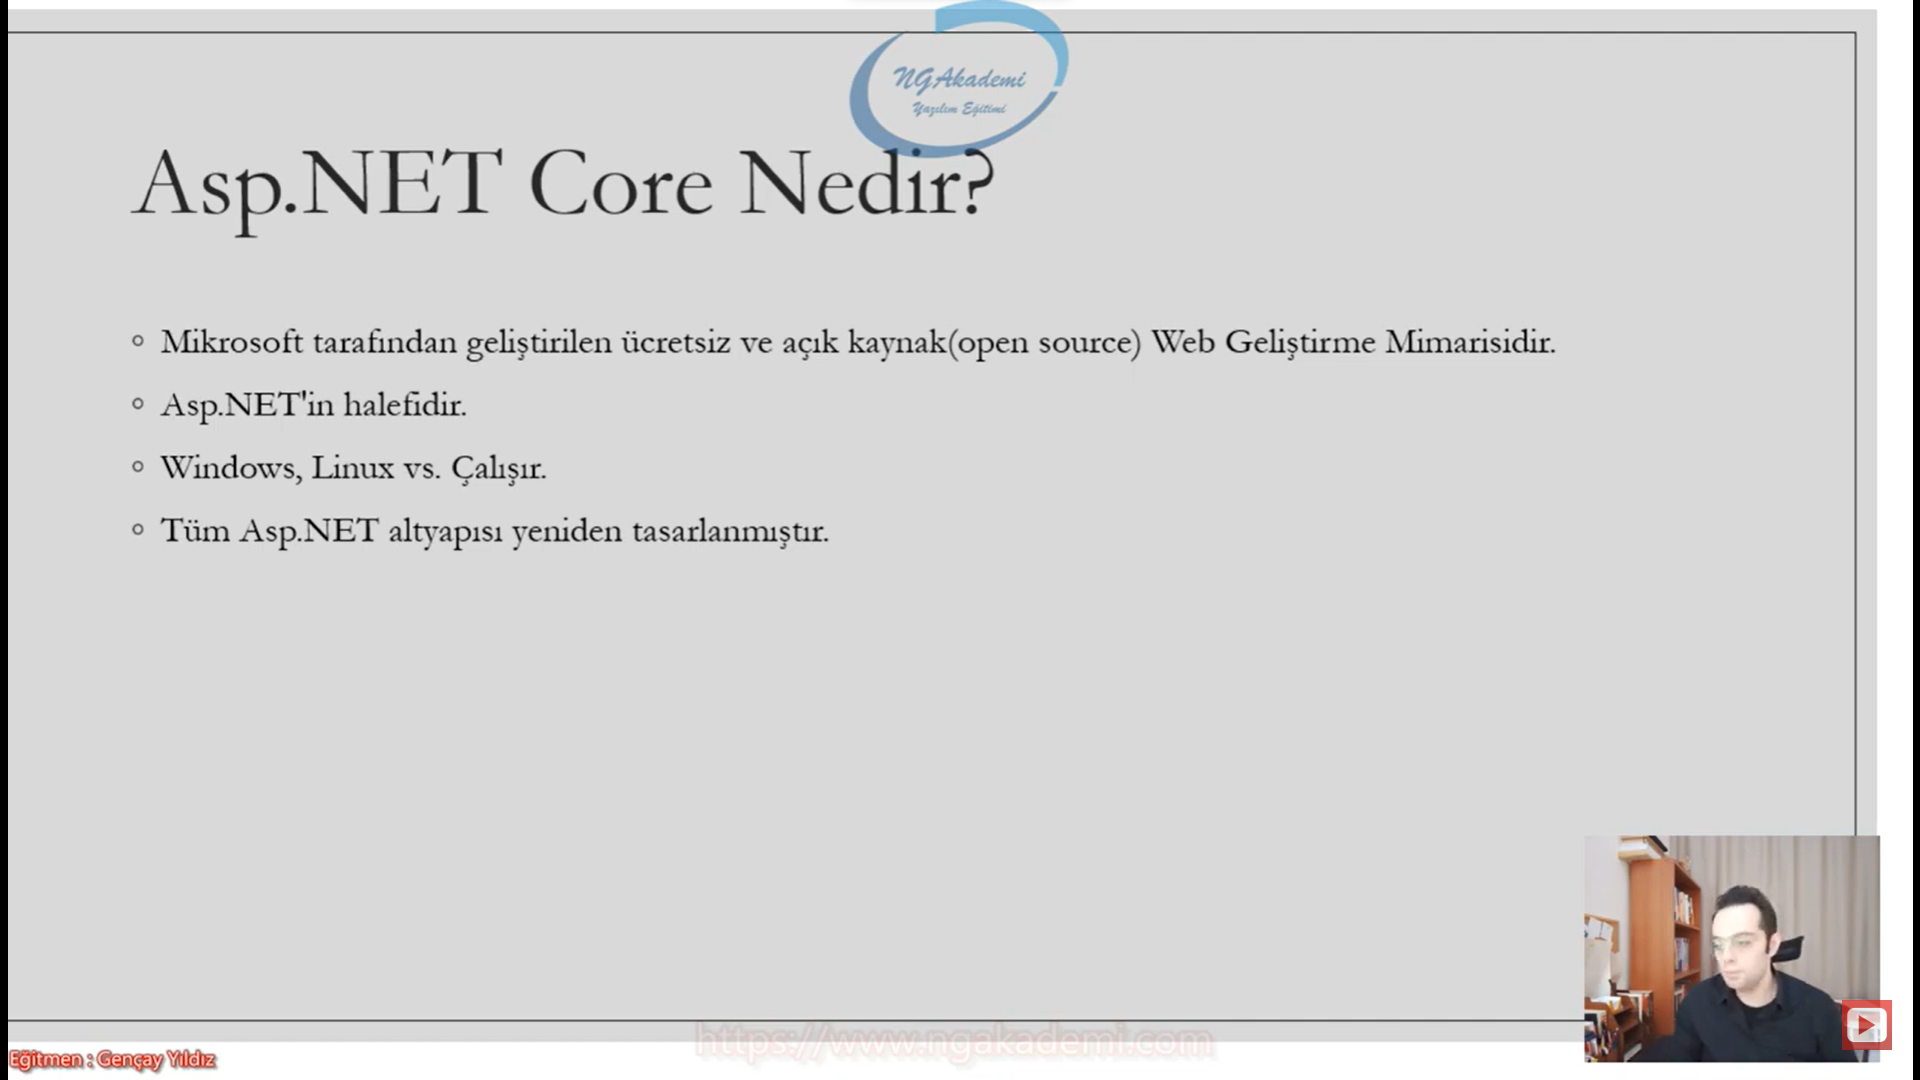 NGAkademi
Yazılım Eğitimi
Asp.NET Core Nedir?
Mikrosoft tarafından geliştirilen ücretsiz ve açık kaynak(open source) Web Geliştirme Mimarisidir.
Asp.NET'in halefidir.
Windows, Linux vs. Çalışır.
Tüm Asp.NET altyapısı yeniden tasarlanmıştır.
https://www.ngakademi.com
Eğitmen : Gençay Yıldız